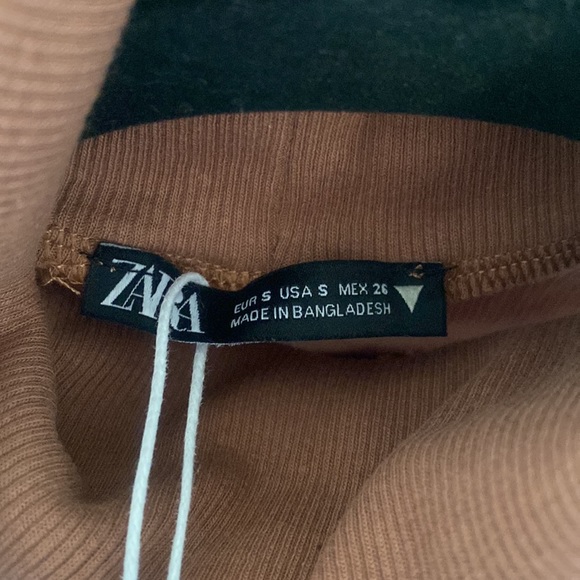 ZARA
EUR S USA S MEX 26
MADE IN BANGLADESH